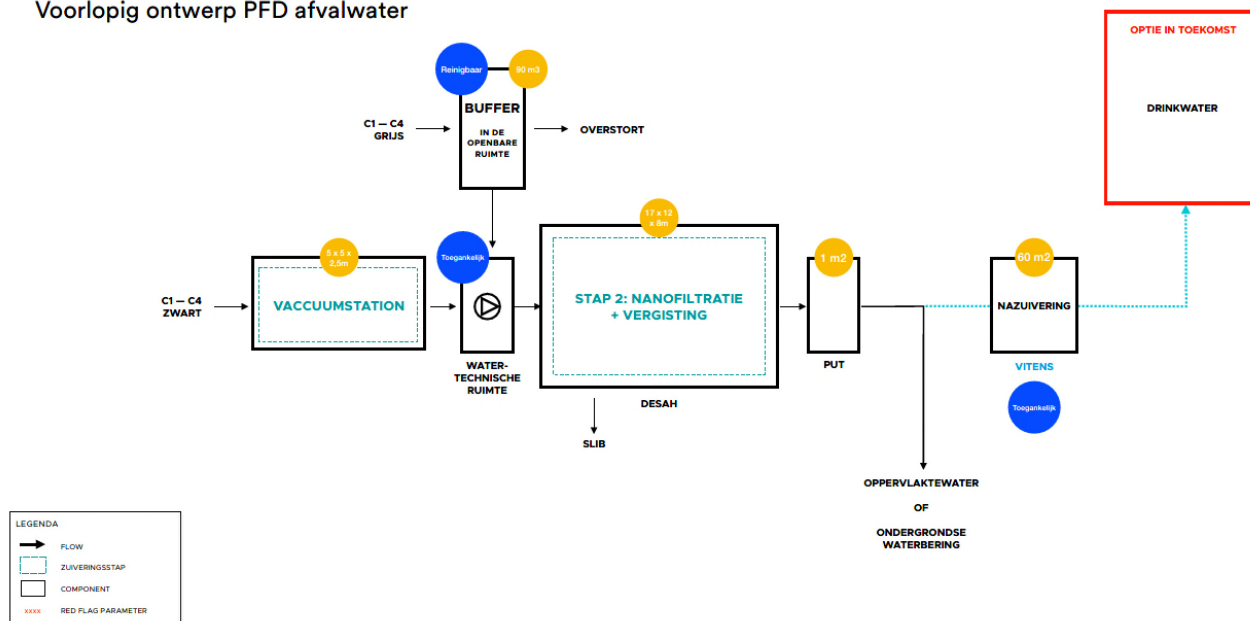 Voorlopig ontwerp PFD afvalwater
OPTIE IN TOEKOMST
DRINKWATER
Reinigbaar
90 m3
BUFFER
IN DE
OPENBARE
RUIMTE
C1 — C4
GRIJS
OVERSTORT
5 x 5 x
2,5m
Toegankelijk
17 x 12
x 8m
1 m2
60 m2
C1 — C4
ZWART
VACCUUMSTATION
STAP 2: NANOFILTRATIE
+ VERGISTING
NAZUIVERING
WATER-
TECHNISCHE
RUIMTE
PUT
VITENS
DESAH
Toegankelijk
SLIB
OPPERVLAKTEWATER
OF
ONDERGRONDSE
WATERBERING
LEGENDA
FLOW
ZUIVERINGSSTAP
COMPONENT
xxxx RED FLAG PARAMETER